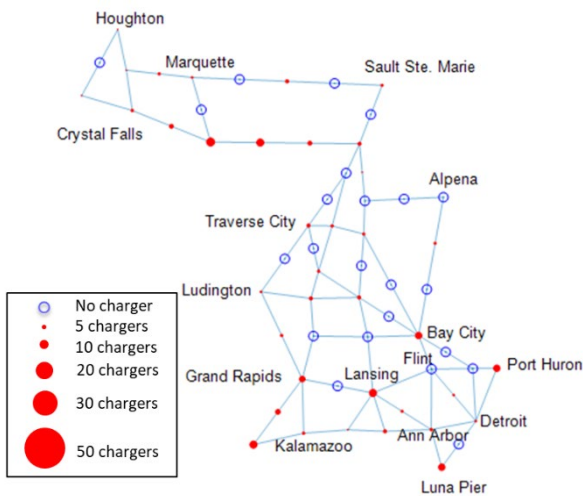 Houghton
Marquette
Sault Ste. Marie
Crystal Falls
Alpena
Traverse City
Ludington
No charger
5 chargers
10 chargers
20 chargers
30 chargers
50 chargers
Bay City
Flint
Port Huron
Grand Rapids
Lansing
Detroit
Ann Arbor
Kalamazoo
Luna Pier